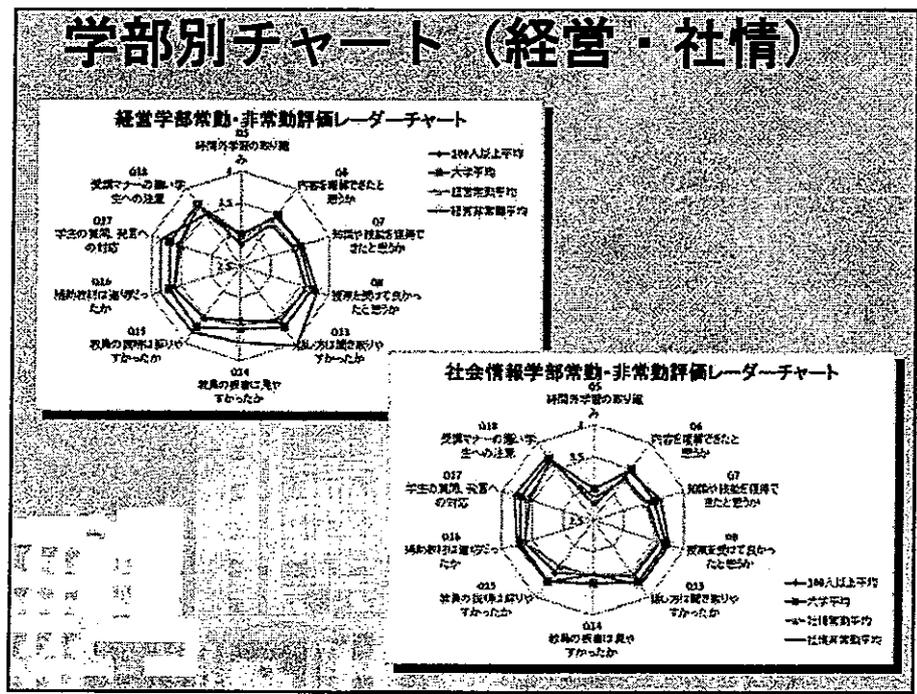 学部別チャート（経営・社情）
経営学部常勤・非常勤評価レーダーチャート
Q5
時間外学習の取り組
み
Q6
内容を理解できたと
思うか
Q7
知識や技能を獲得で
きたと思うか
Q8
授業を受けて良かっ
たと思うか
Q13
話し方は聞き取りや
すかったか
Q14
教員の板書は見や
すかったか
Q15
教員の説明は解りや
すかったか
Q16
補助教材は適切だっ
たか
Q17
学生の質問、発言へ
の対応
Q18
受講マナーの悪い学
生への注意
4
3.5
2.5
100人以上平均
大学平均
経営常勤平均
経営非常勤平均
社会情報学部常勤・非常勤評価レーダーチャート
Q5
時間外学習の取り組
み
Q6
内容を理解できたと
思うか
Q7
知識や技能を獲得で
きたと思うか
Q8
授業を受けて良かっ
たと思うか
Q13
話し方は聞き取りや
すかったか
Q14
教員の板書は見や
すかったか
Q15
教員の説明は解りや
すかったか
Q16
補助教材は適切だっ
たか
Q17
学生の質問、発言へ
の対応
Q18
受講マナーの悪い学
生への注意
4
3.5
2.5
100人以上平均
大学平均
社情常勤平均
社情非常勤平均